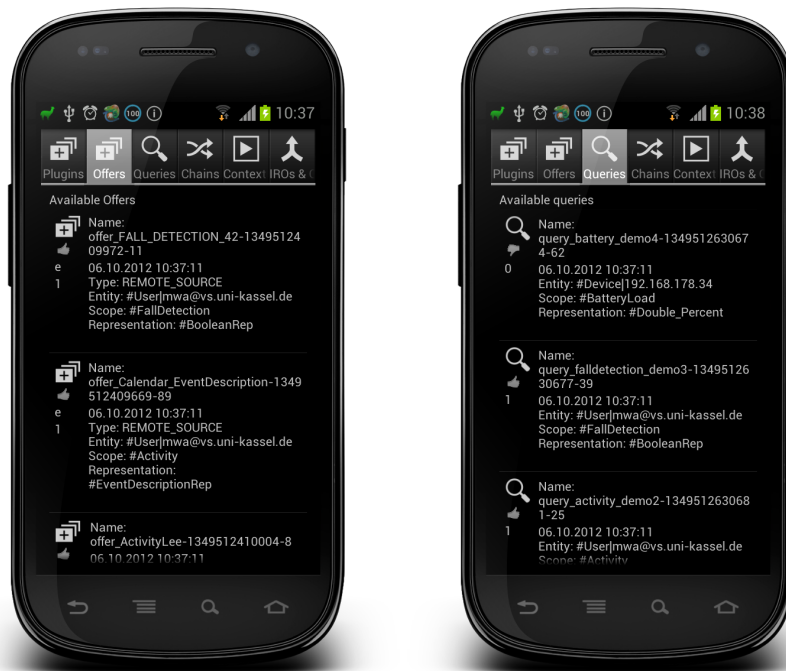 100 10:37
Plugins Offers Queries Chains Context IROs &
Available Offers
Name:
offer_FALL_DETECTION_42-13495124
09972-11
e 06.10.2012 10:37:11
1 Type: REMOTE_SOURCE
Entity: #User|mwa@vs.uni-kassel.de
Scope: #FallDetection
Representation: #BooleanRep
Name:
offer_Calendar_EventDescription-1349
512409669-89
e 06.10.2012 10:37:11
1 Type: REMOTE_SOURCE
Entity: #User|mwa@vs.uni-kassel.de
Scope: #Activity
Representation:
#EventDescriptionRep
Name:
offer_ActivityLee-1349512410004-8
06.10.2012 10:37:11
100 10:38
Plugins Offers Queries Chains Context IROs &
Available queries
Name:
query_battery_demo4-134951263067
4-62
0 06.10.2012 10:37:11
Entity: #Device|192.168.178.34
Scope: #BatteryLoad
Representation: #Double_Percent
Name:
query_falldetection_demo3-13495126
30677-39
1 06.10.2012 10:37:11
Entity: #User|mwa@vs.uni-kassel.de
Scope: #FallDetection
Representation: #BooleanRep
Name:
query_activity_demo2-134951263068
1-25
1 06.10.2012 10:37:11
Entity: #User|mwa@vs.uni-kassel.de
Scope: #Activity